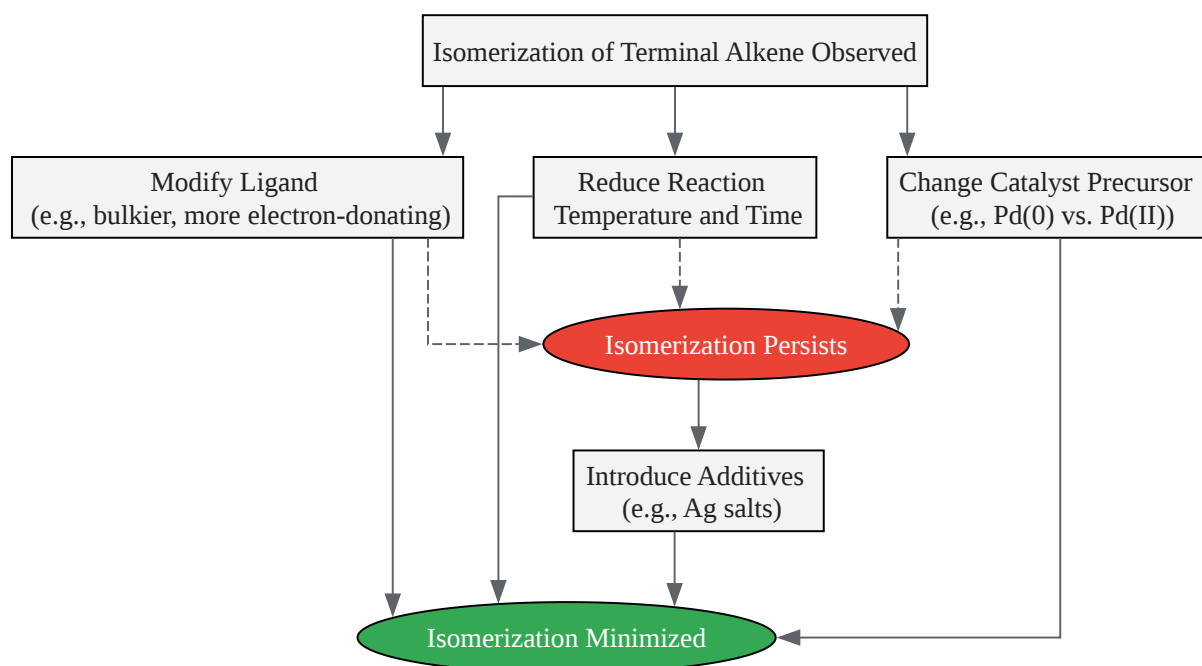 Isomerization of Terminal Alkene Observed
Modify Ligand
(e.g., bulkier, more electron-donating)
Reduce Reaction
Temperature and Time
Change Catalyst Precursor
(e.g., Pd(0) vs. Pd(II))
Isomerization Persists
Introduce Additives
(e.g., Ag salts)
Isomerization Minimized